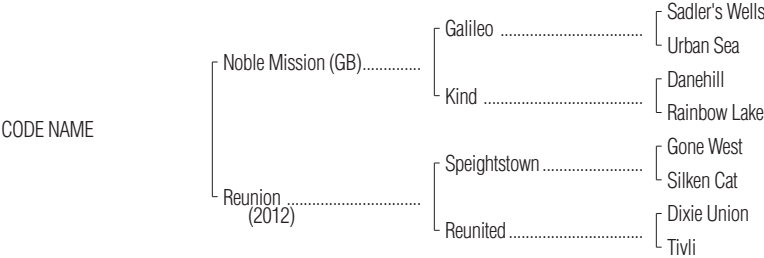 Sadler's Wells
Galileo ..................................
Urban Sea
Noble Mission (GB)..............
Danehill
Kind ......................................
Rainbow Lake
CODE NAME
Gone West
Speightstown ........................
Silken Cat
Reunion ................................
(2012)
Dixie Union
Reunited ................................
Tivli